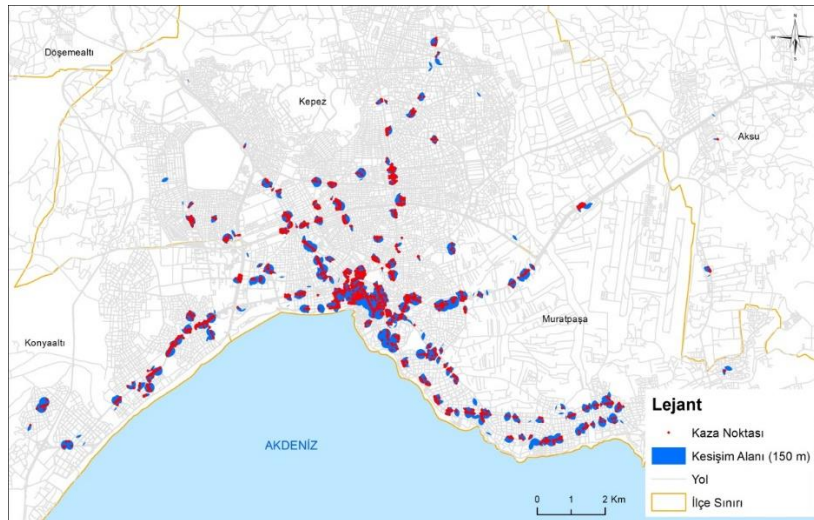 Döşemealtı
Kepez
Aksu
N
W
E
S
Muratpaşa
Konyaaltı
AKDENİZ
Lejant
Kaza Noktası
Kesişim Alanı (150 m)
Yol
İlçe Sınırı
0 1 2 Km